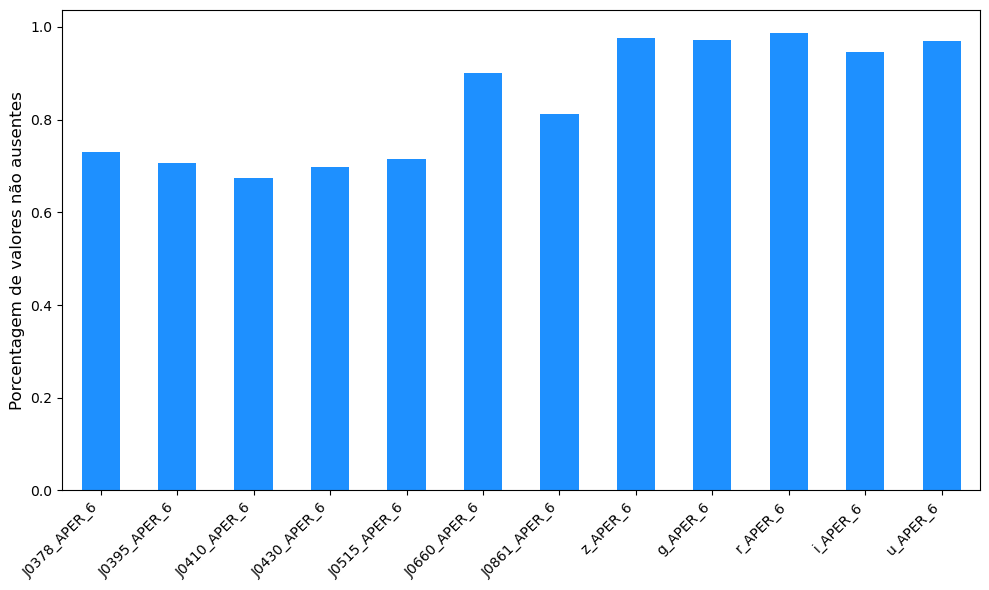 Porcentagem de valores não ausentes
1.0
0.8
0.6
0.4
0.2
0.0
J0378_APER_6
J0395_APER_6
J0410_APER_6
J0430_APER_6
J0515_APER_6
J0660_APER_6
J0861_APER_6
z_APER_6
g_APER_6
r_APER_6
i_APER_6
u_APER_6